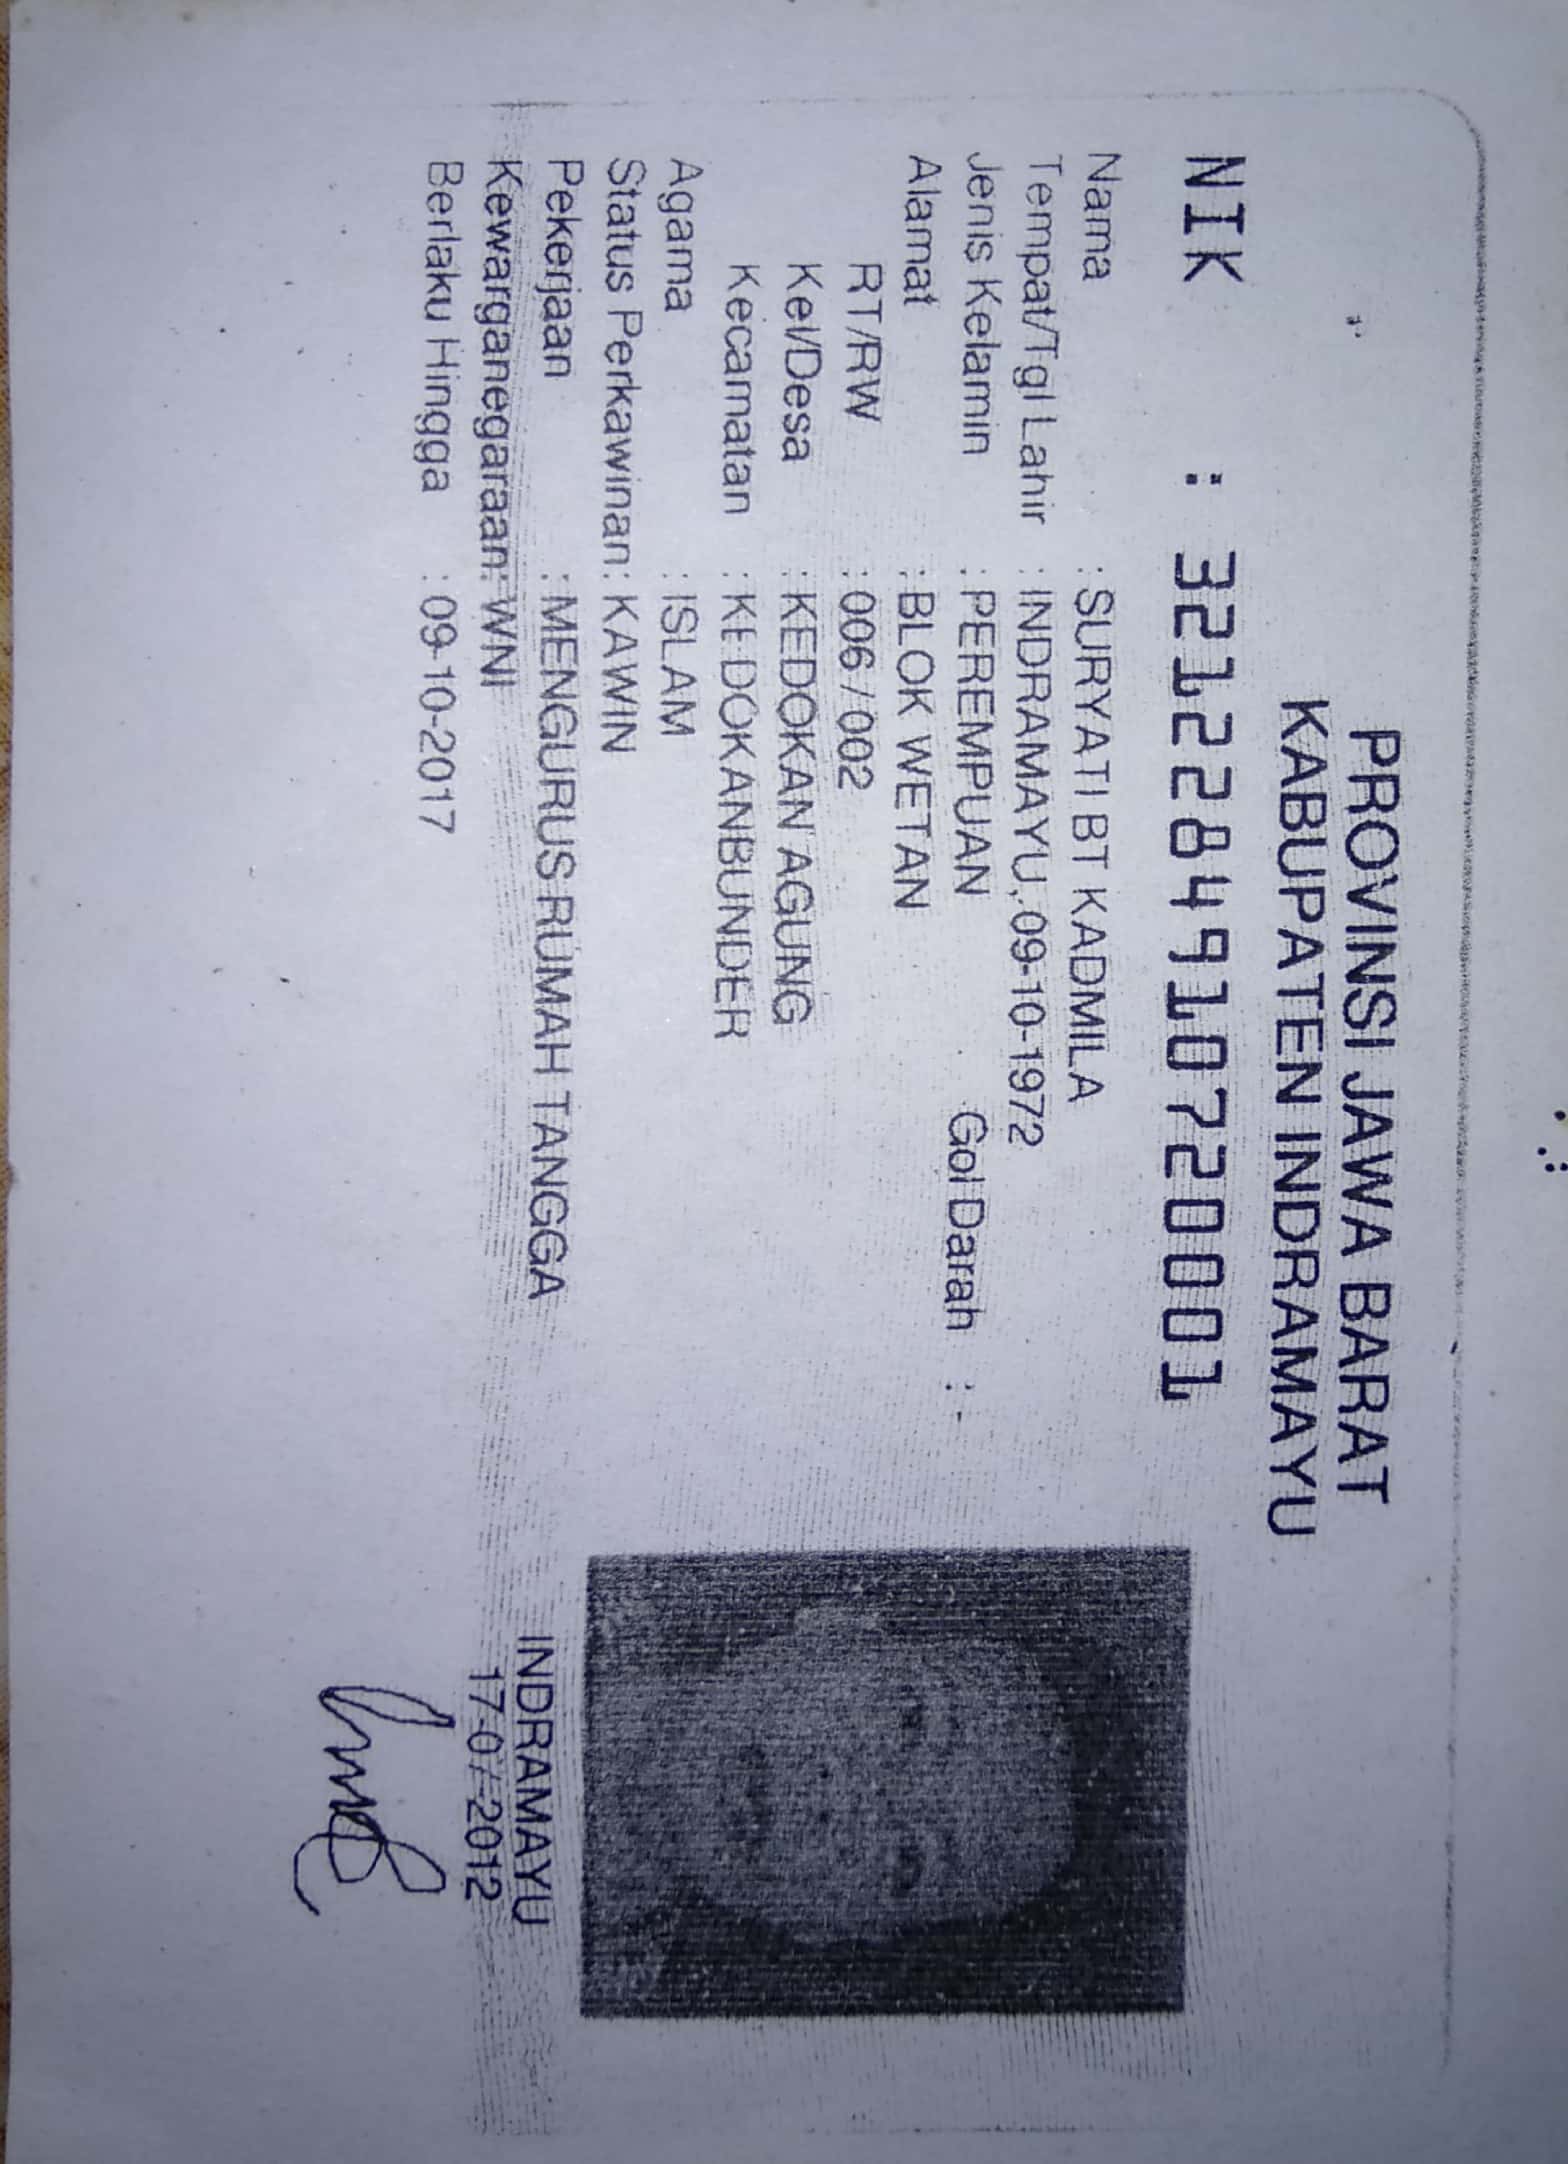 PROVINSI JAWA BARAT
KABUPATEN INDRAMAYU
NIK : 3212284910720001
Nama : SURYATI BT KADMILA
Tempat/Tgl Lahir : INDRAMAYU, 09-10-1972
Jenis Kelamin : PEREMPUAN Gol Darah : -
Alamat : BLOK WETAN
RT/RW : 006 / 002
Kel/Desa : KEDOKAN AGUNG
Kecamatan : KEDOKANBUNDER
Agama : ISLAM
Status Perkawinan : KAWIN
Pekerjaan : MENGURUS RUMAH TANGGA
Kewarganegaraan : WNI
Berlaku Hingga : 09-10-2017
INDRAMAYU
17-07-2012